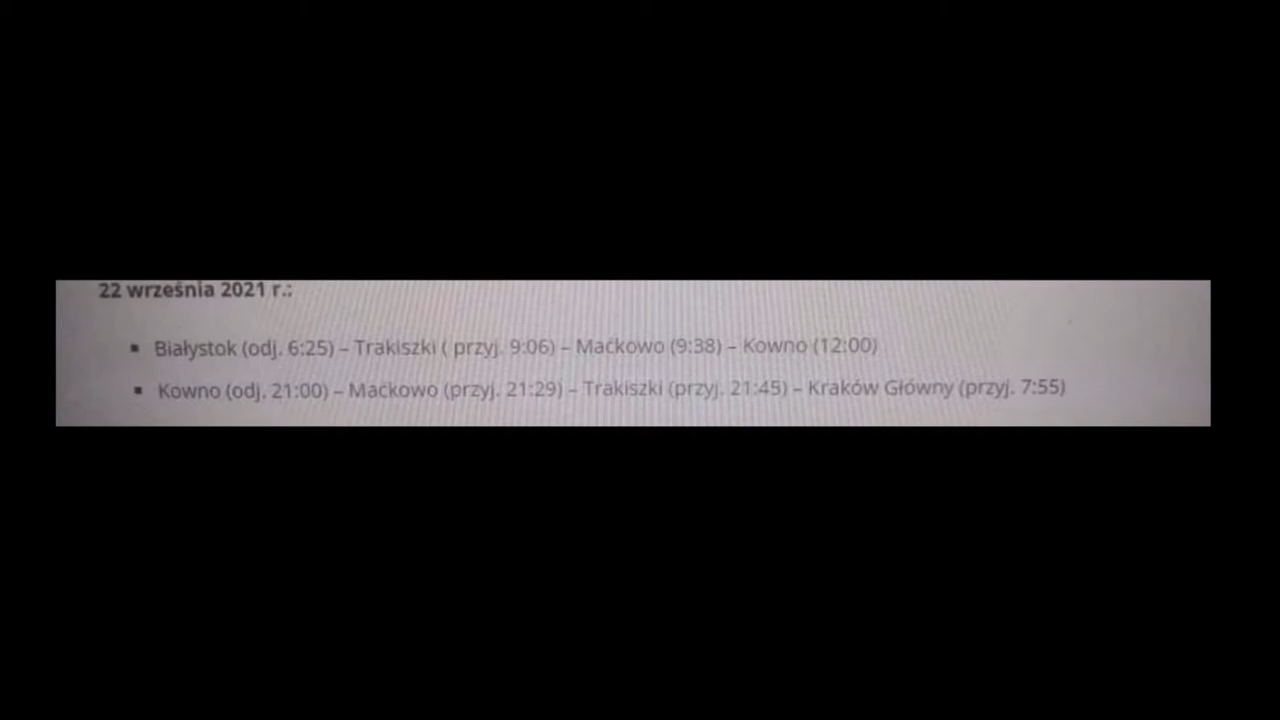 22 września 2021 r.:
Białystok (odj. 6:25) – Trakiszki ( przyj. 9:06) – Maćkowo (9:38) – Kowno (12:00)
Kowno (odj. 21:00) – Maćkowo (przyj. 21:29) – Trakiszki (przyj. 21:45) – Kraków Główny (przyj. 7:55)